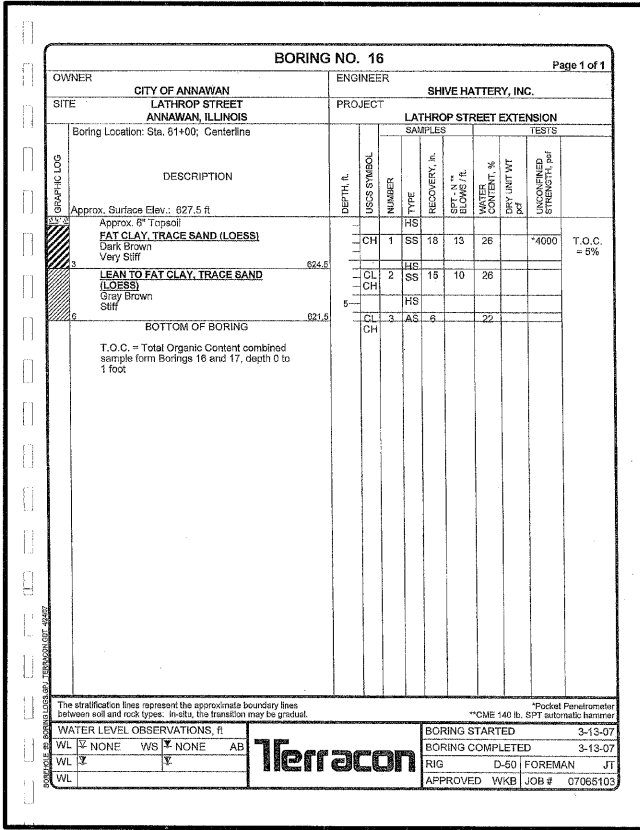 BORING NO. 16
Page 1 of 1
OWNER
CITY OF ANNAWAN
ENGINEER
SHIVE HATTERY, INC.
SITE
LATHROP STREET
ANNAWAN, ILLINOIS
PROJECT
LATHROP STREET EXTENSION
Boring Location: Sta. 81+00; Centerline
SAMPLES
TESTS
GRAPHIC LOG
DESCRIPTION
DEPTH, ft.
USCS SYMBOL
NUMBER
TYPE
RECOVERY, in.
SPT - N **
BLOWS / ft.
WATER
CONTENT, %
DRY UNIT WT
pcf
UNCONFINED
STRENGTH, psf
Approx. Surface Elev.: 627.5 ft
Approx. 6" Topsoil
HS
FAT CLAY, TRACE SAND (LOESS)
CH 1 SS 18 13 26 *4000 T.O.C.
= 5%
Dark Brown
Very Stiff
3 624.5
HS
LEAN TO FAT CLAY, TRACE SAND
(LOESS)
CL 2 SS 15 10 26
CH
Gray Brown
Stiff
5 HS
6 621.5
CL 3 AS 6 22
CH
BOTTOM OF BORING
T.O.C. = Total Organic Content combined
sample form Borings 16 and 17, depth 0 to
1 foot
BOREHOLE 99 BORING LOGS.GPJ TERRACON.GDT 4/24/07
The stratification lines represent the approximate boundary lines
between soil and rock types: in-situ, the transition may be gradual.
*Pocket Penetrometer
**CME 140 lb. SPT automatic hammer
WATER LEVEL OBSERVATIONS, ft
WL NONE WS NONE AB
WL
WL
Terracon
BORING STARTED 3-13-07
BORING COMPLETED 3-13-07
RIG D-50 FOREMAN JT
APPROVED WKB JOB # 07065103